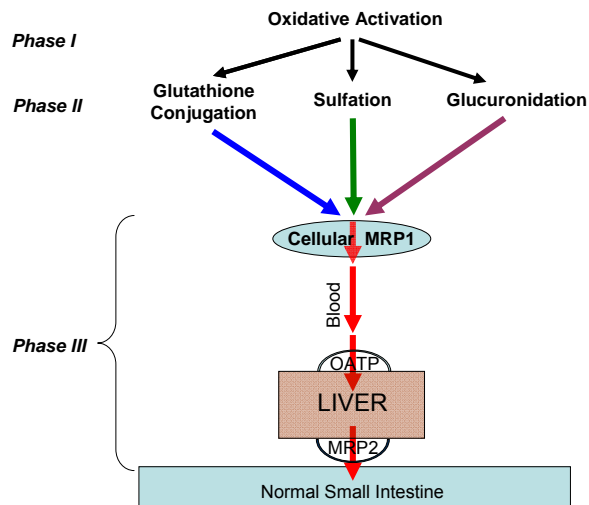 Oxidative Activation
Phase I
Glutathione
Conjugation
Sulfation
Glucuronidation
Phase II
Cellular MRP1
Blood
Phase III
OATP
LIVER
MRP2
Normal Small Intestine